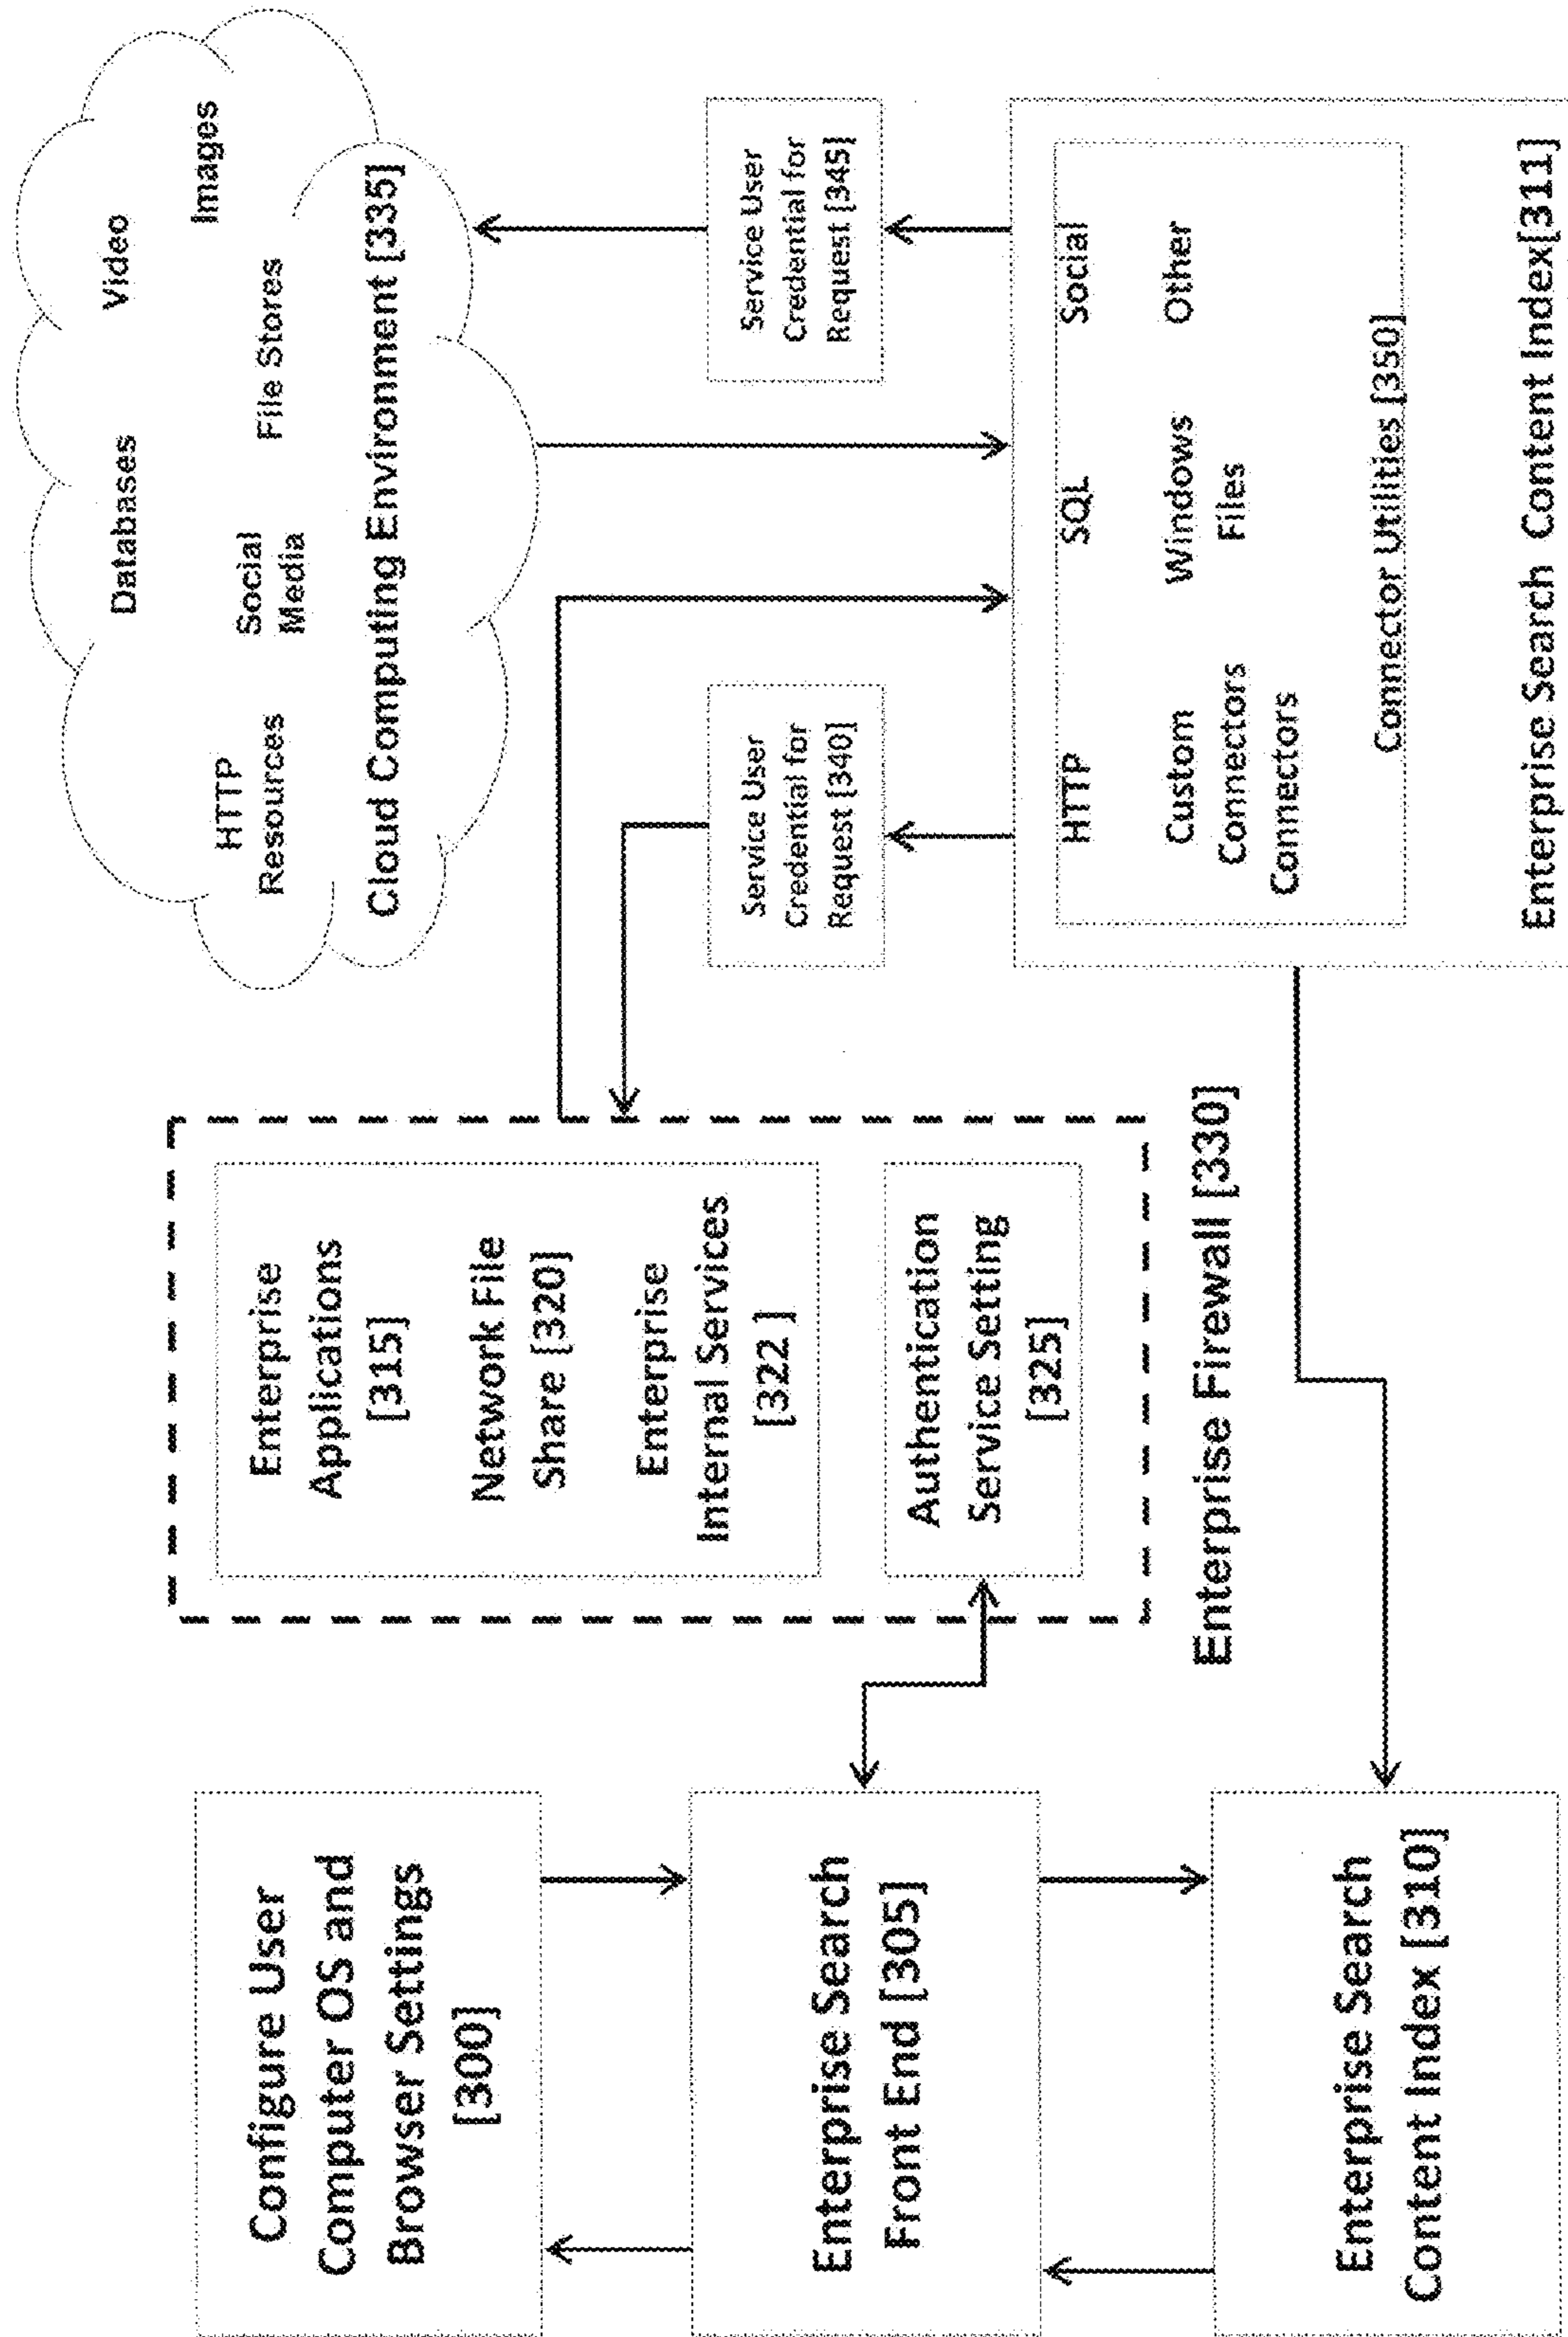 Configure User
Computer OS and
Browser Settings
[300]
Enterprise Search
Front End [305]
Enterprise Search
Content Index [310]
Enterprise
Applications
[315]
Network File
Share [320]
Enterprise
Internal Services
[322 ]
Authentication
Service Setting
[325]
Enterprise Firewall [330]
Databases
Video
Images
HTTP
Resources
Social
Media
File Stores
Cloud Computing Environment [335]
Service User
Credential for
Request [340]
Service User
Credential for
Request [345]
HTTP
SQL
Social
Custom
Connectors
Connectors
Windows
Files
Other
Connector Utilities [350]
Enterprise Search Content Index[311]